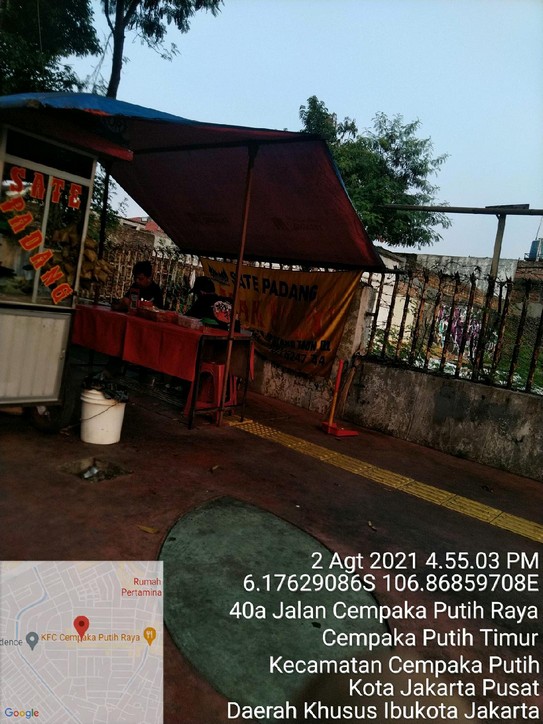 SATE
PADANG
SATE PADANG
2 Agt 2021 4.55.03 PM
6.17629086S 106.86859708E
40a Jalan Cempaka Putih Raya
Cempaka Putih Timur
Kecamatan Cempaka Putih
Kota Jakarta Pusat
Daerah Khusus Ibukota Jakarta
Rumah
Pertamina
dence
KFC Cempaka Putih Raya
Google